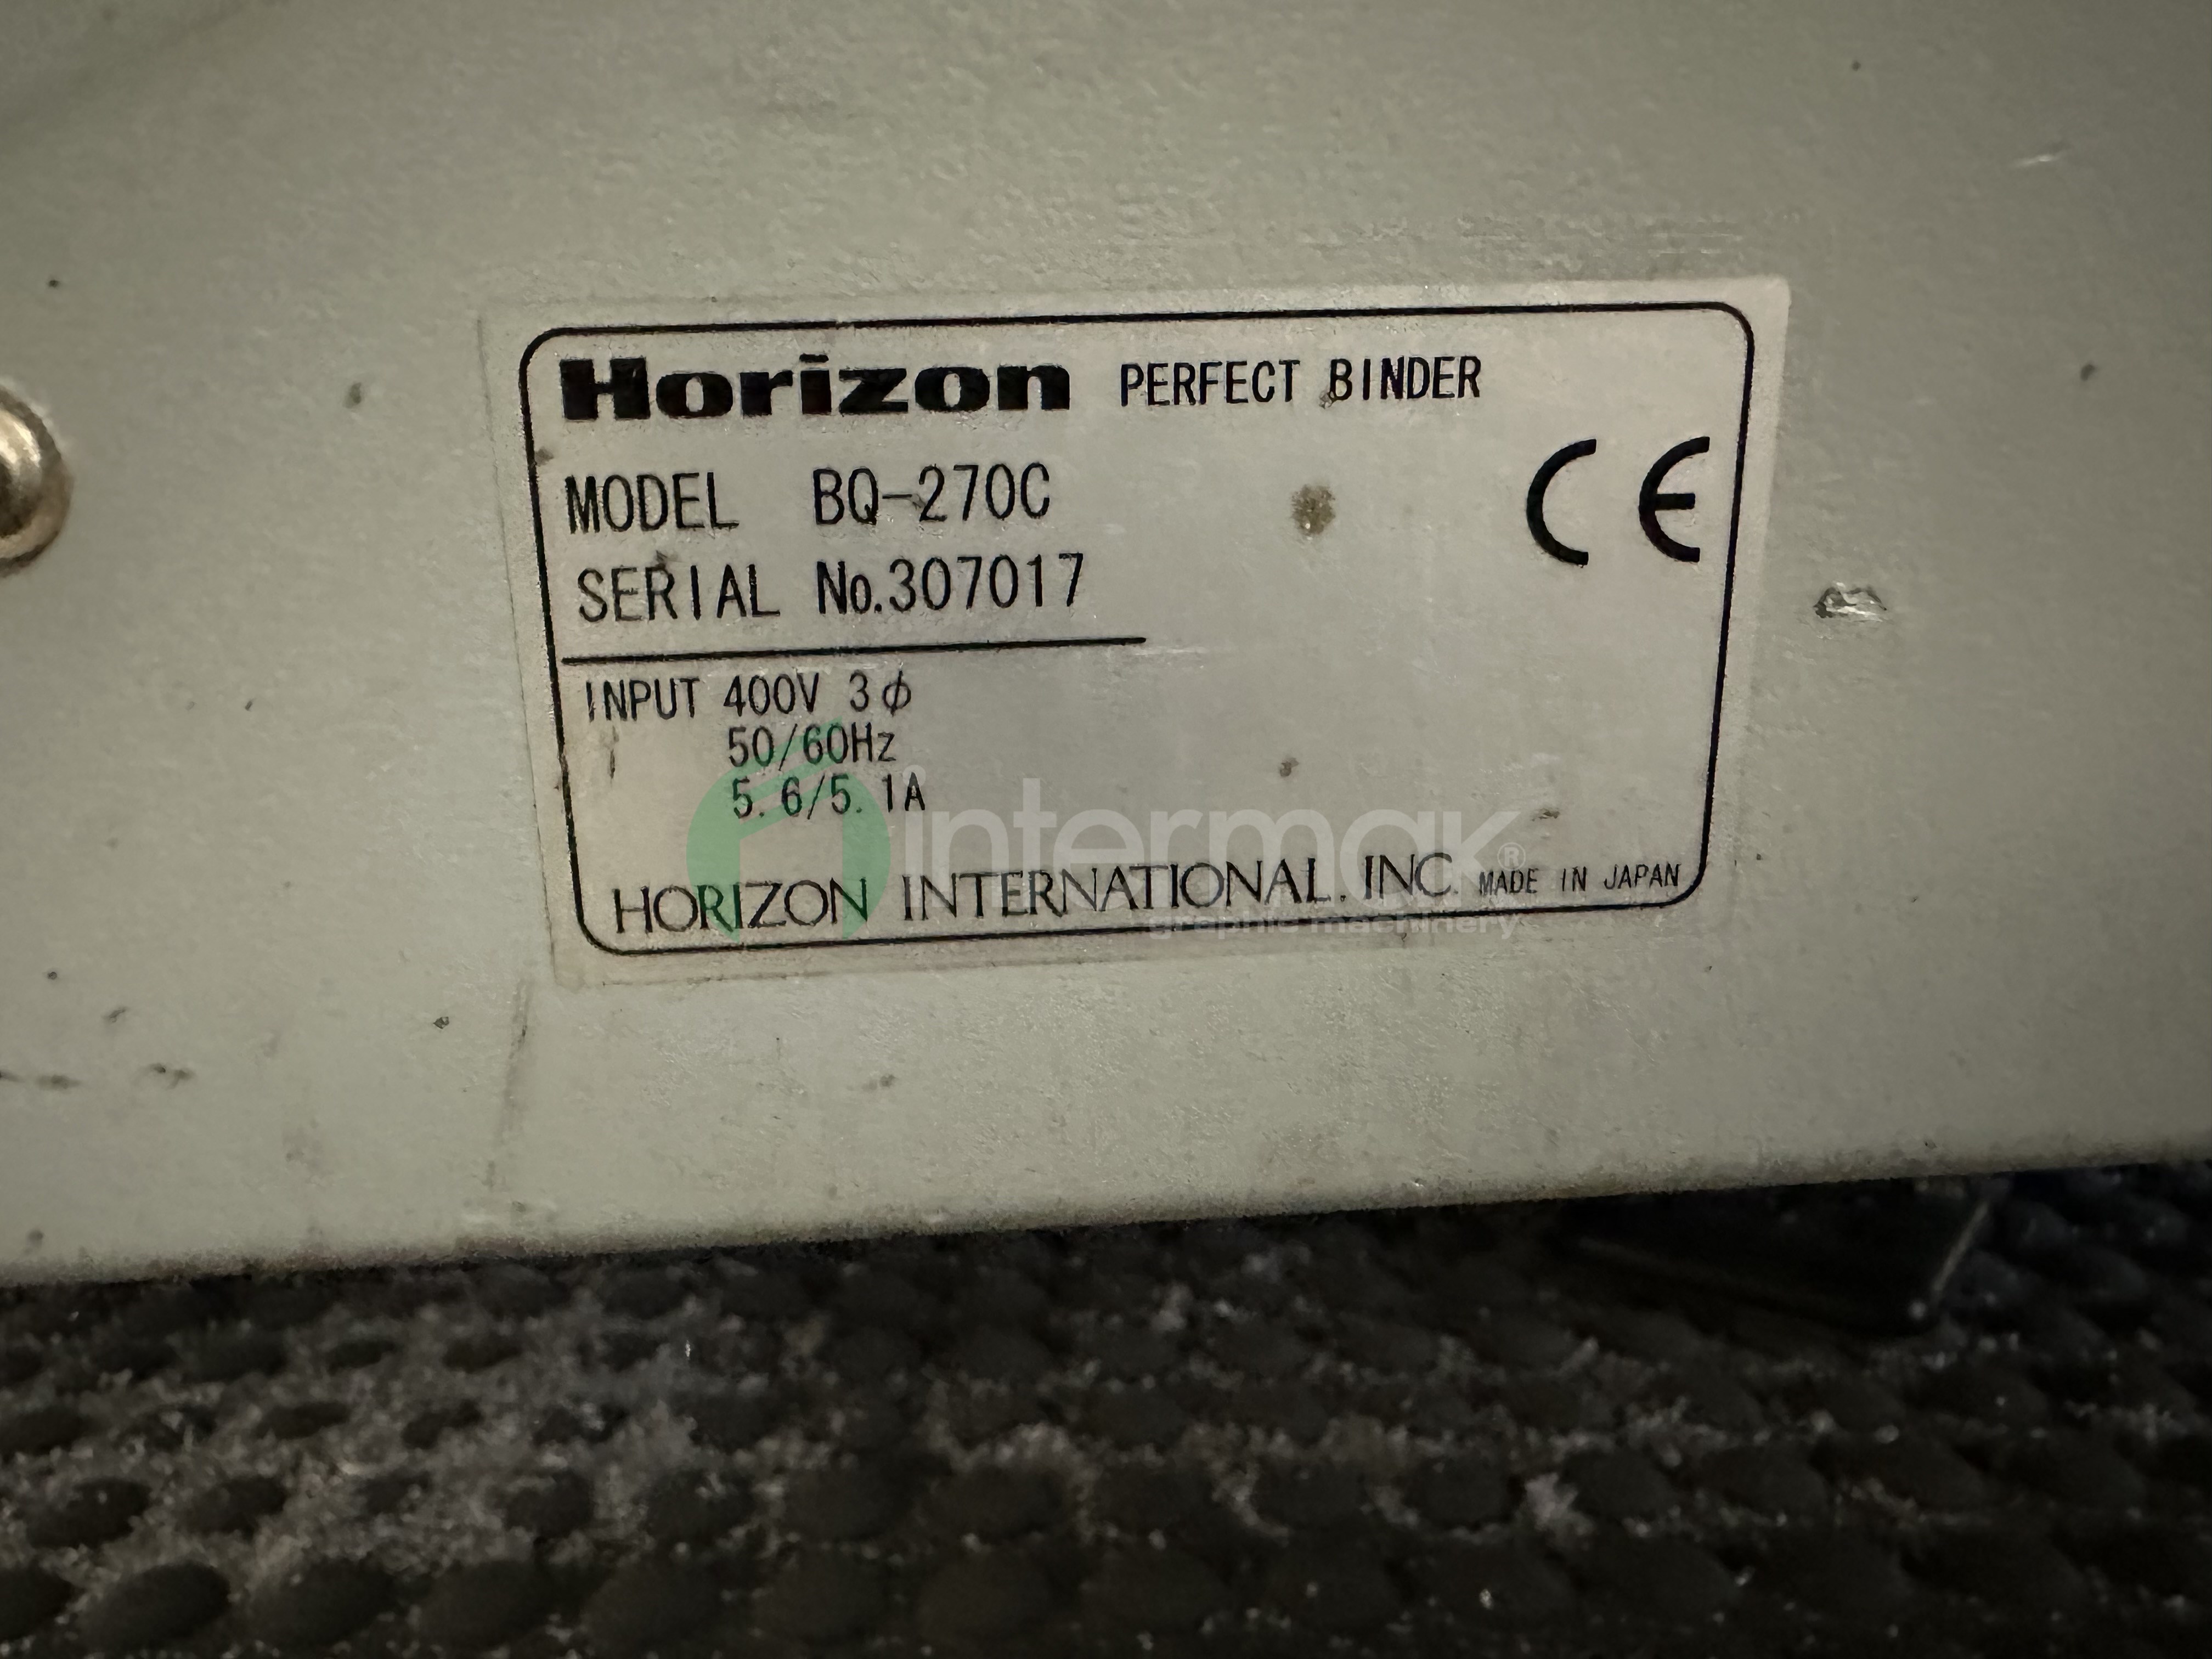 Horizon PERFECT BINDER
MODEL BQ-270C
SERIAL No.307017
CE
INPUT 400V 3φ
50/60Hz
5.6/5.1A
intermak®
graphic machinery
HORIZON INTERNATIONAL. INC. MADE IN JAPAN